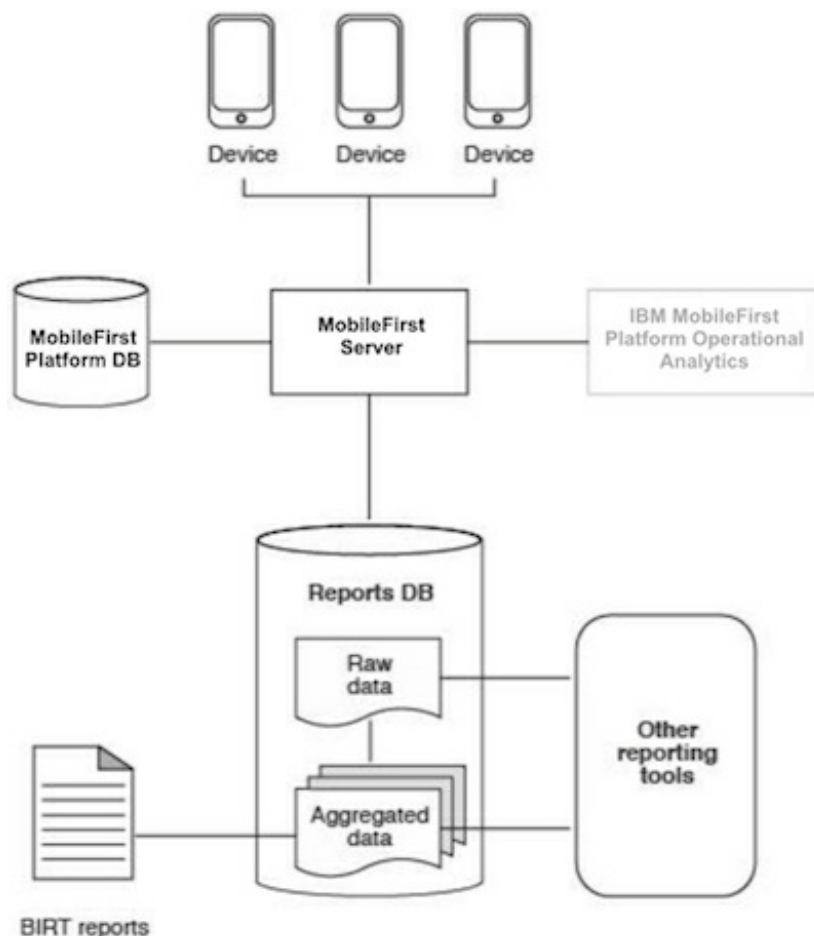 Device
Device
Device
MobileFirst
Platform DB
MobileFirst
Server
IBM MobileFirst
Platform Operational
Analytics
Reports DB
Raw
data
Other
reporting
tools
Aggregated
data
BIRT reports